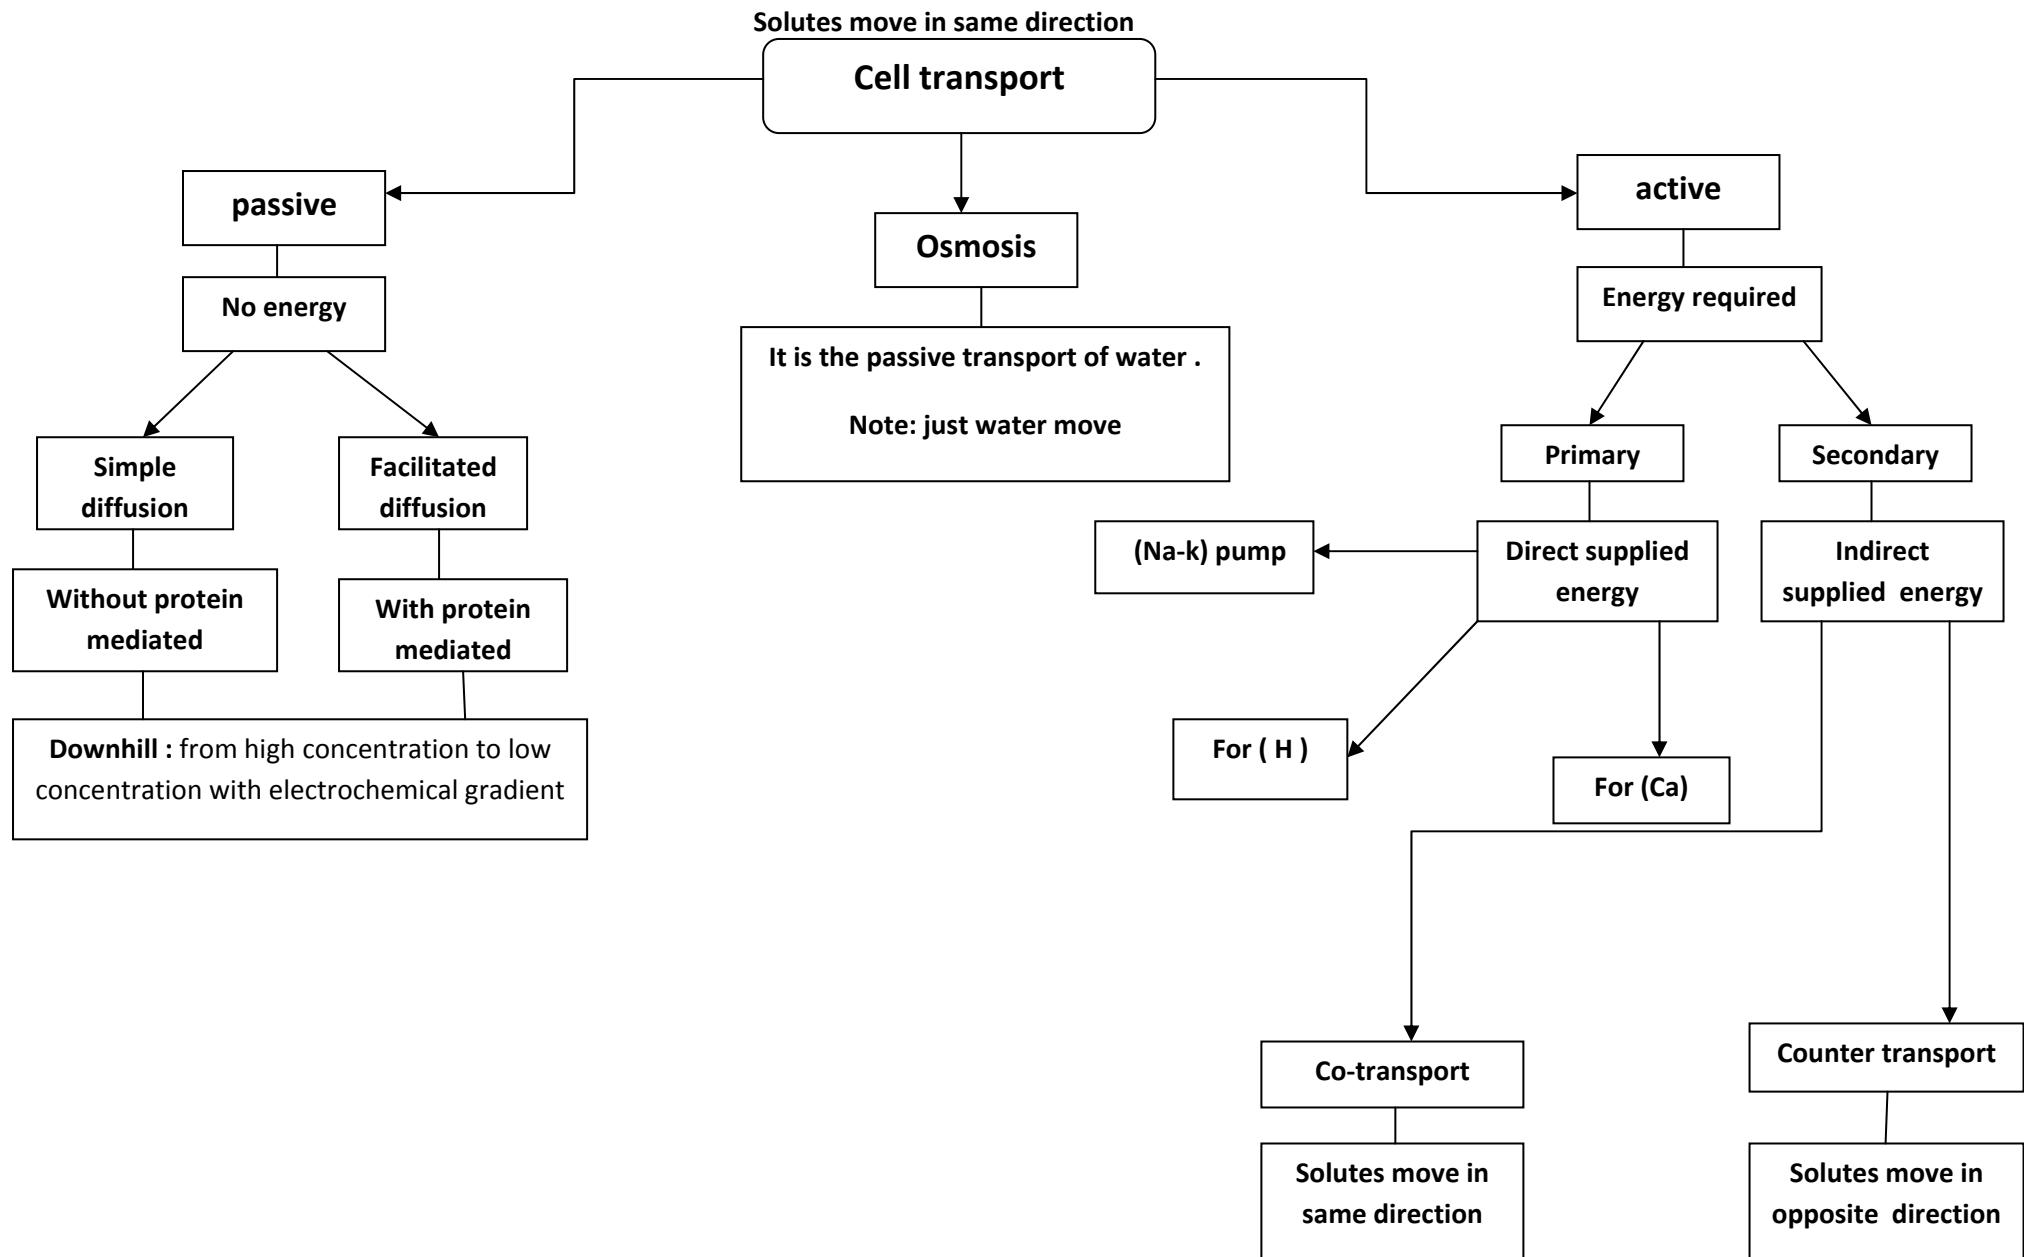 Solutes move in same direction
Cell transport
passive
No energy
Simple
diffusion
Without protein
mediated
Facilitated
diffusion
With protein
mediated
Downhill : from high concentration to low
concentration with electrochemical gradient
Osmosis
It is the passive transport of water .
Note: just water move
active
Energy required
Primary
Direct supplied
energy
(Na-k) pump
For ( H )
For (Ca)
Secondary
Indirect
supplied energy
Co-transport
Solutes move in
same direction
Counter transport
Solutes move in
opposite direction